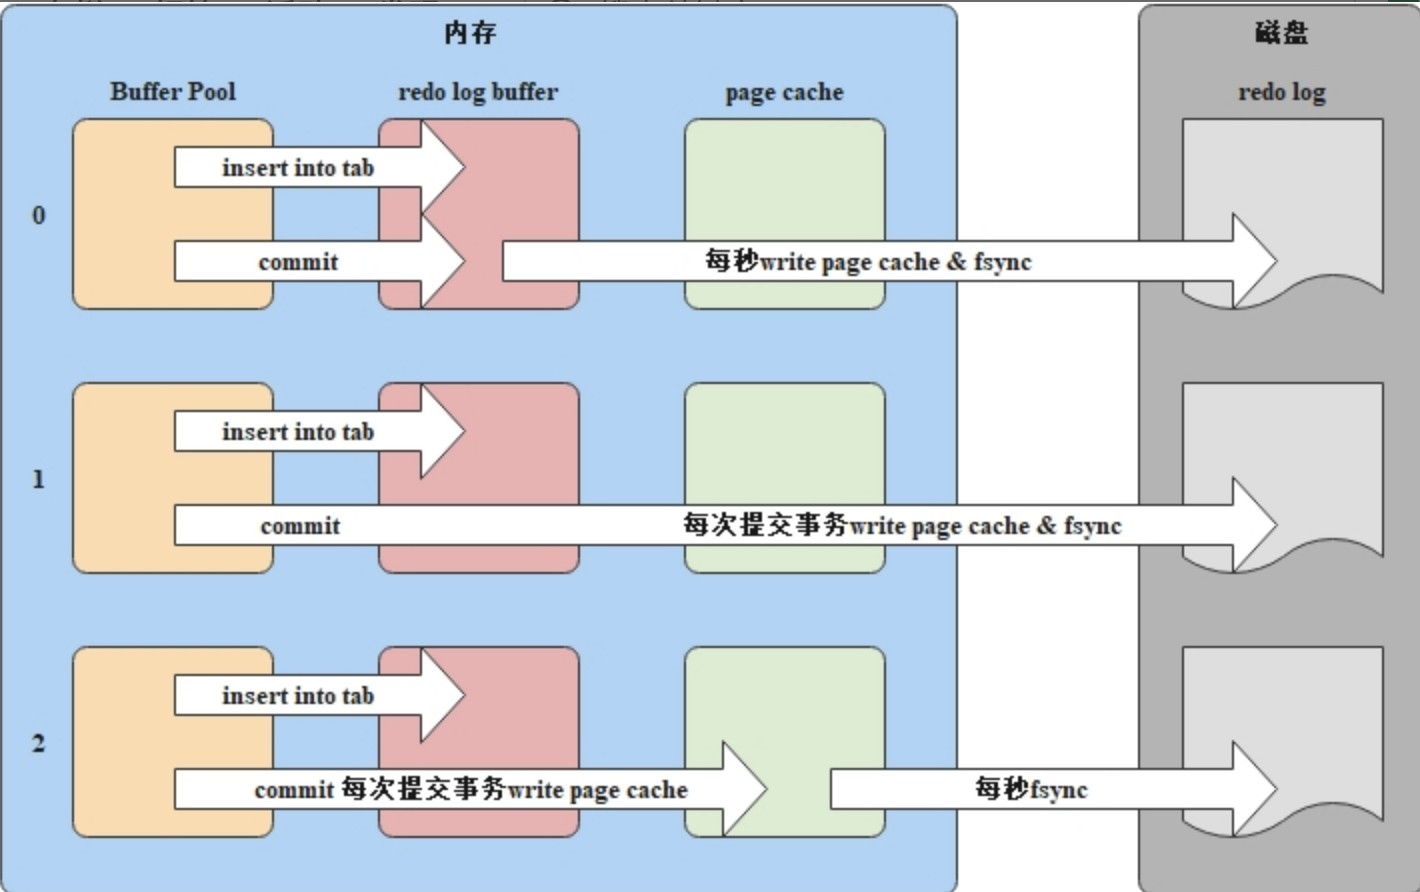 内存
磁盘
Buffer Pool
redo log buffer
page cache
redo log
0
insert into tab
commit
每秒write page cache & fsync
1
insert into tab
commit
每次提交事务write page cache & fsync
2
insert into tab
commit 每次提交事务write page cache
每秒fsync